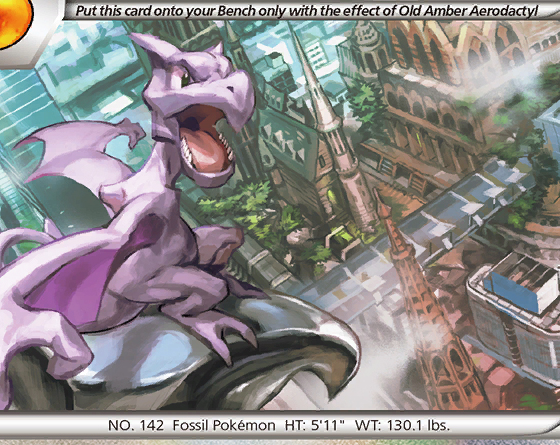 Put this card onto your Bench only with the effect of Old Amber Aerodactyl
NO. 142 Fossil Pokémon HT: 5'11" WT: 130.1 lbs.